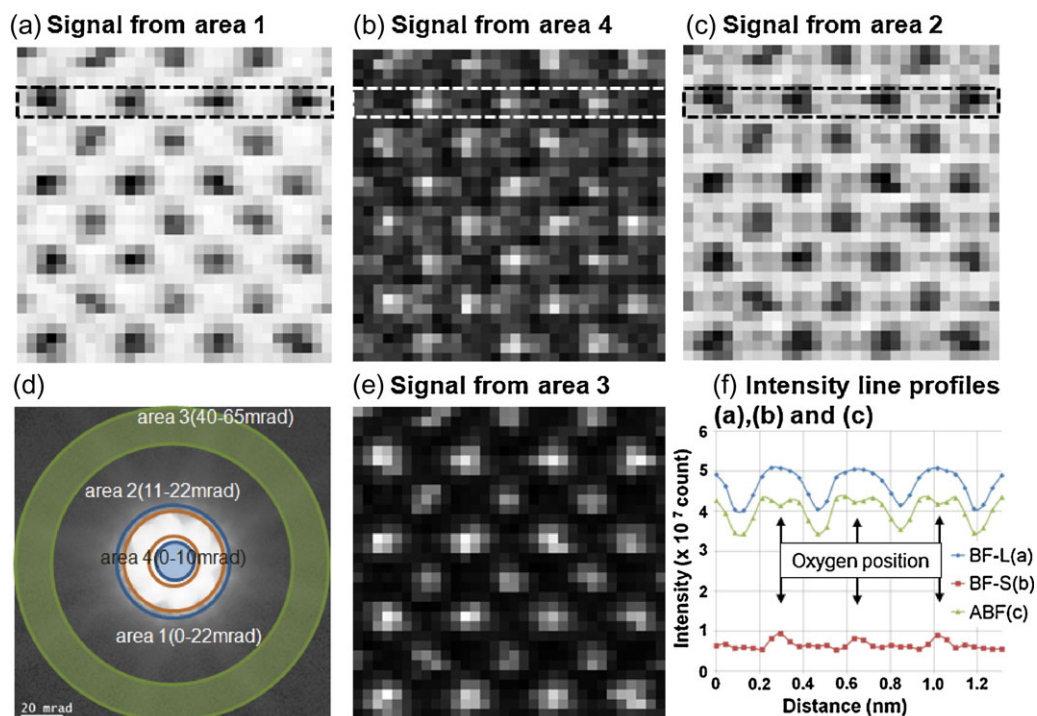 (a) Signal from area 1
(b) Signal from area 4
(c) Signal from area 2
(d)
area 3(40-65mrad)
area 2(11-22mrad)
area 4(0-10mrad)
area 1(0-22mrad)
20 mrad
(e) Signal from area 3
(f) Intensity line profiles
(a),(b) and (c)
Intensity (x 10⁷ count)
6
5
4
3
2
1
0
Oxygen position
BF-L(a)
BF-S(b)
ABF(c)
0 0.2 0.4 0.6 0.8 1.0 1.2
Distance (nm)